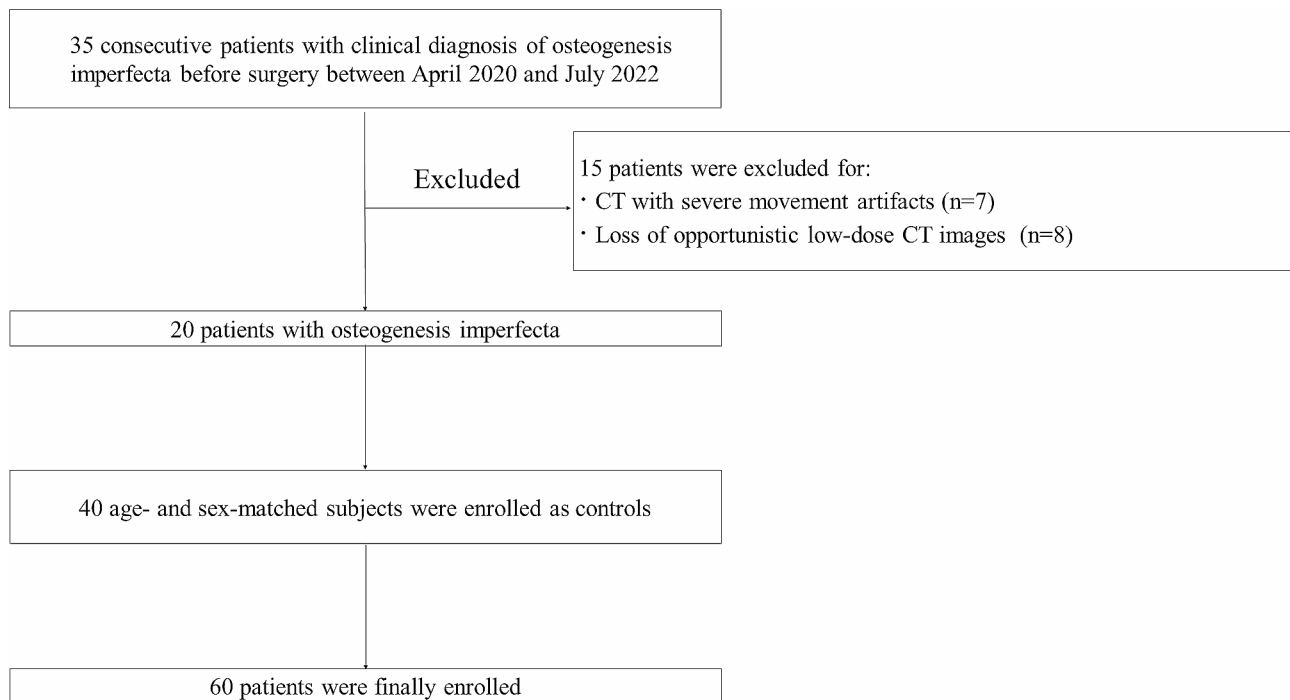 35 consecutive patients with clinical diagnosis of osteogenesis
imperfecta before surgery between April 2020 and July 2022
Excluded
15 patients were excluded for:
・CT with severe movement artifacts (n=7)
・Loss of opportunistic low-dose CT images (n=8)
20 patients with osteogenesis imperfecta
40 age- and sex-matched subjects were enrolled as controls
60 patients were finally enrolled